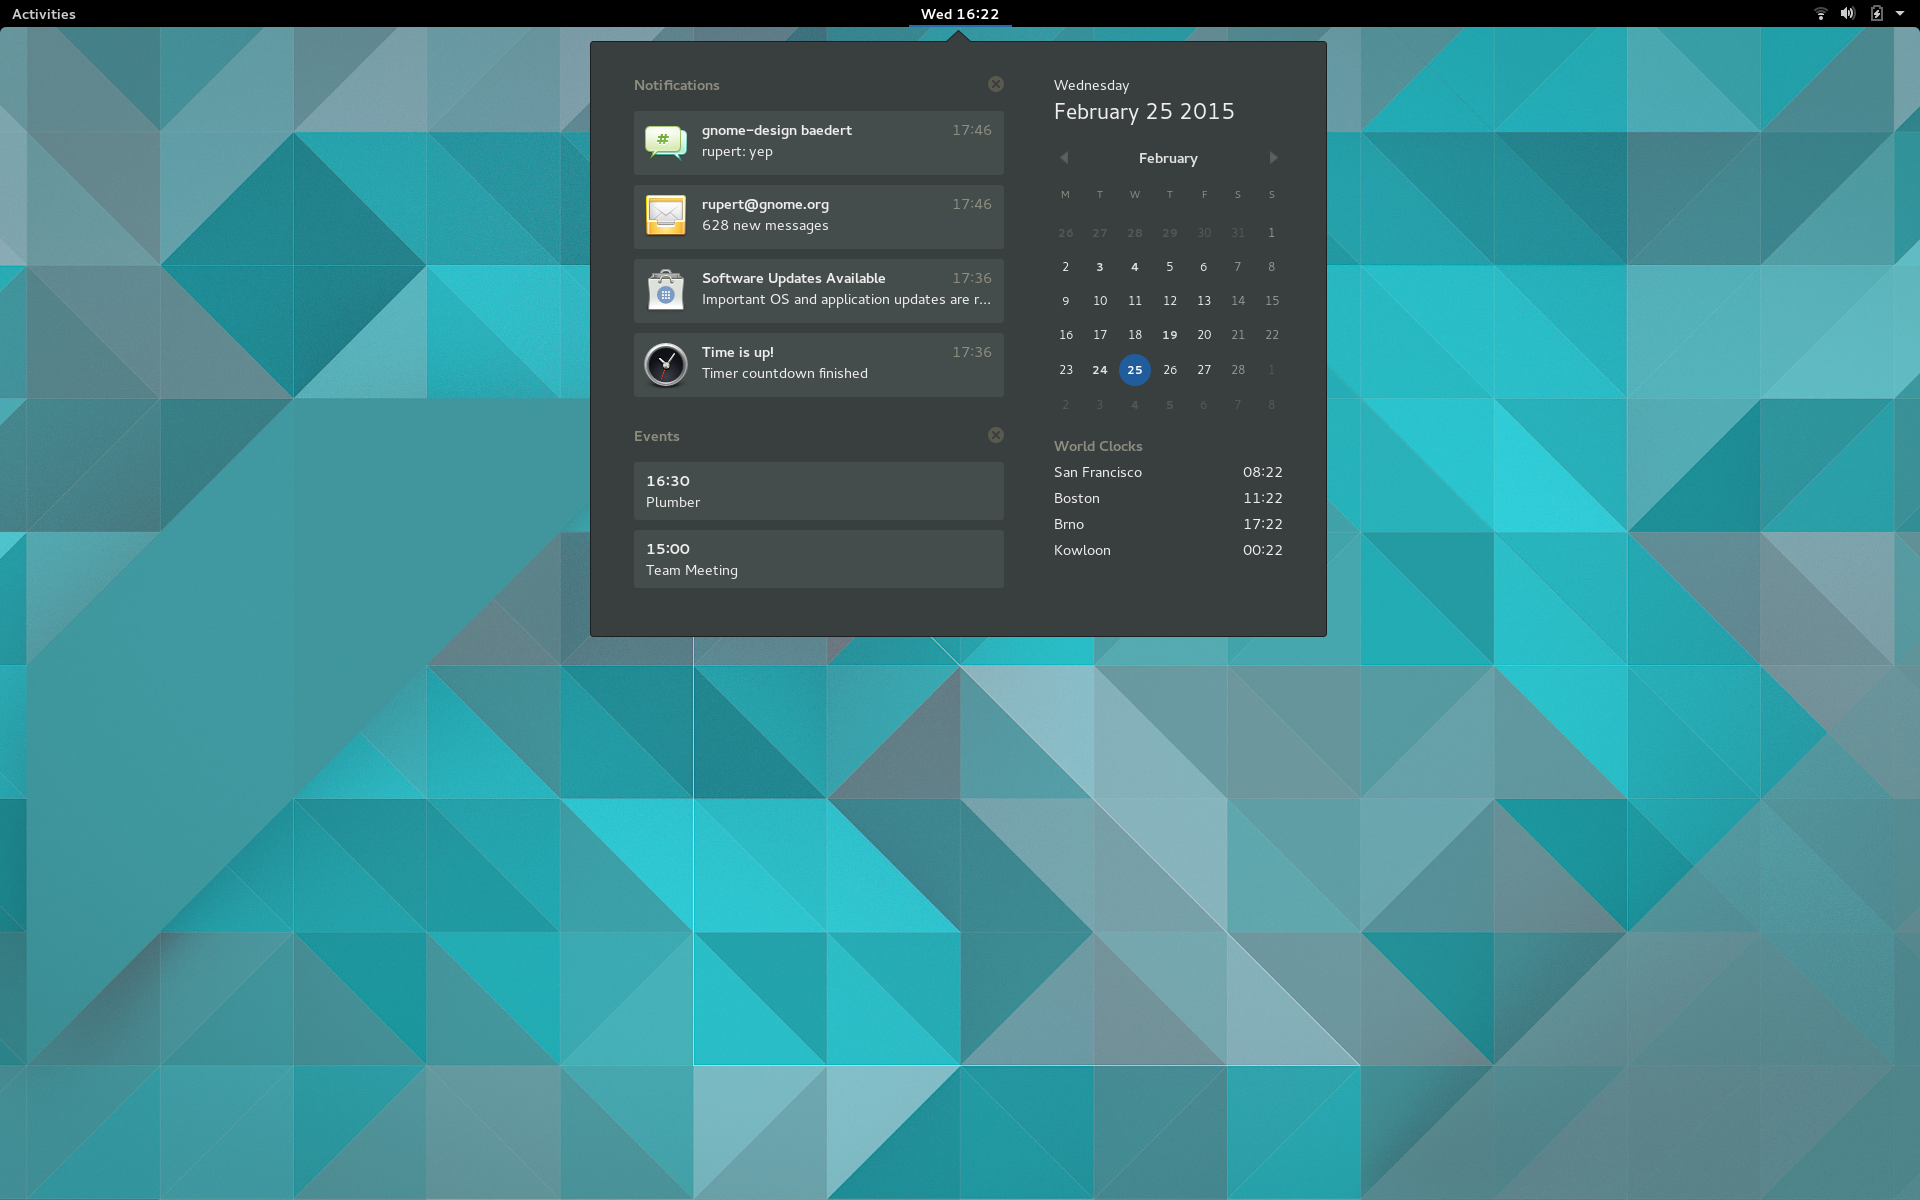 Activities
Wed 16:22
Notifications
gnome-design baedert 17:46
rupert: yep
rupert@gnome.org 17:46
628 new messages
Software Updates Available 17:36
Important OS and application updates are r...
Time is up! 17:36
Timer countdown finished
Events
16:30
Plumber
15:00
Team Meeting
Wednesday
February 25 2015
February
M T W T F S S
26 27 28 29 30 31 1
2 3 4 5 6 7 8
9 10 11 12 13 14 15
16 17 18 19 20 21 22
23 24 25 26 27 28 1
2 3 4 5 6 7 8
World Clocks
San Francisco 08:22
Boston 11:22
Brno 17:22
Kowloon 00:22